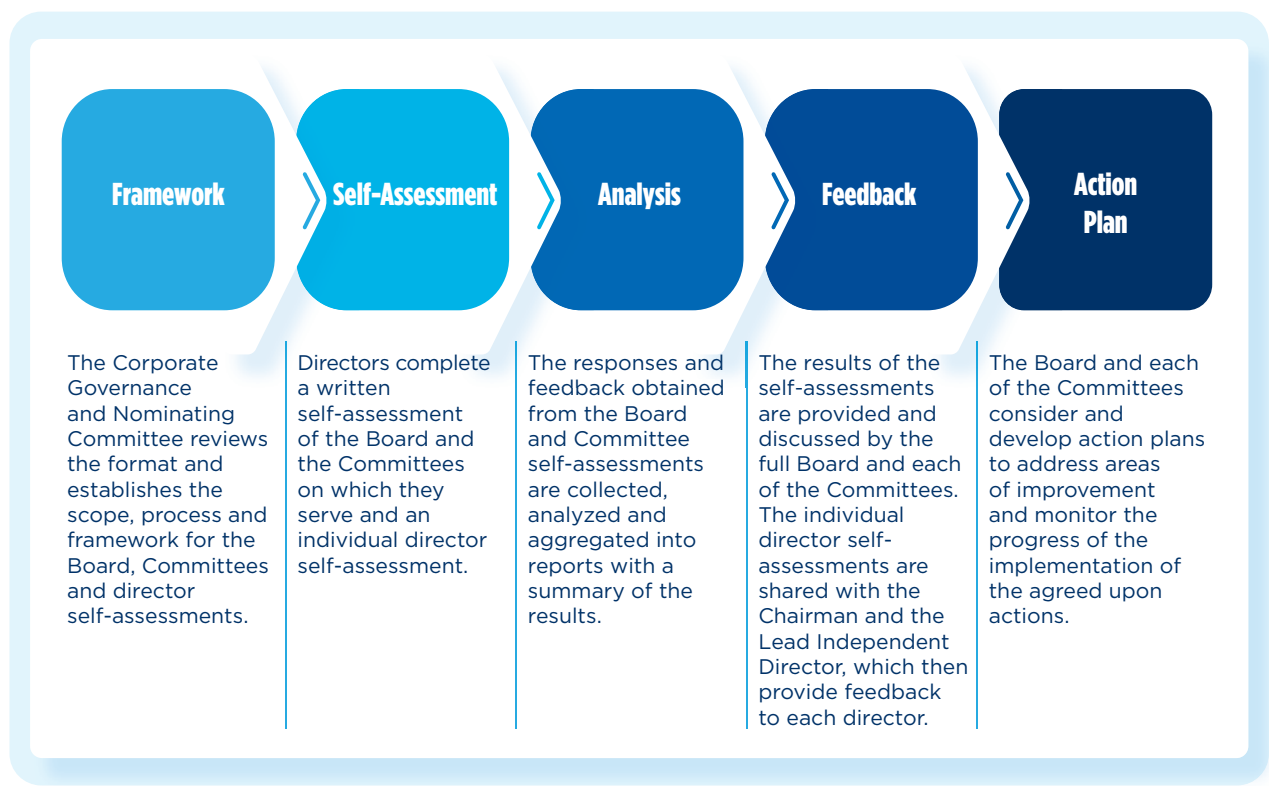 Framework
Self-Assessment
Analysis
Feedback
Action
Plan
The Corporate
Governance
and Nominating
Committee reviews
the format and
establishes the
scope, process and
framework for the
Board, Committees
and director
self-assessments.
Directors complete
a written
self-assessment
of the Board and
the Committees
on which they
serve and an
individual director
self-assessment.
The responses and
feedback obtained
from the Board
and Committee
self-assessments
are collected,
analyzed and
aggregated into
reports with a
summary of the
results.
The results of the
self-assessments
are provided and
discussed by the
full Board and each
of the Committees.
The individual
director self-
assessments are
shared with the
Chairman and the
Lead Independent
Director, which then
provide feedback
to each director.
The Board and each
of the Committees
consider and
develop action plans
to address areas
of improvement
and monitor the
progress of the
implementation of
the agreed upon
actions.